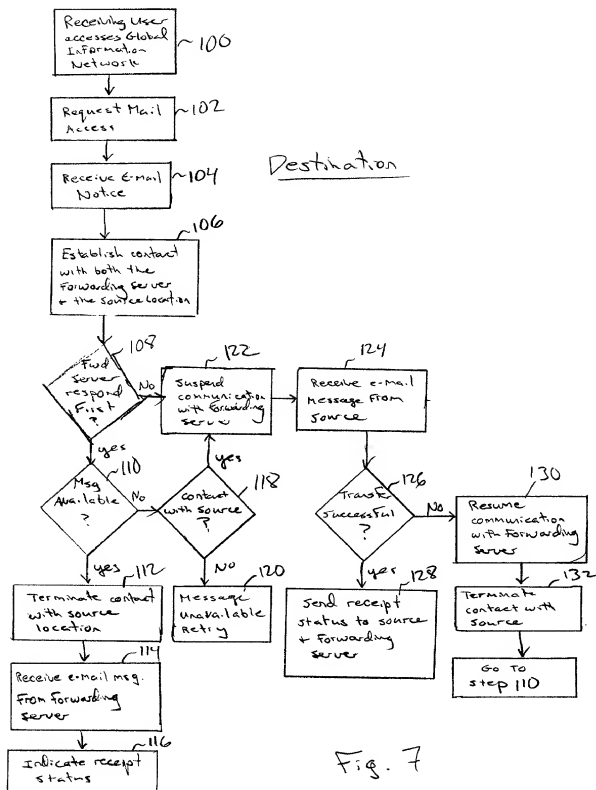 Receiving User
accesses Global
Information
Network
100
Request Mail
Access
102
Receive E-Mail
Notice
104
Destination
106
Establish contact
with both the
Forwarding server
+ the source location
108
Fwd
server
respond
First
?
No
yes
122
Suspend
communication
with Forwarding
Server
124
Receive e-mail
Message From
Source
110
Msg
Available
?
No
yes
118
Contact
with source
?
yes
No
126
Transfer
Successful
?
No
yes
130
Resume
communication
with Forwarding
Server
112
Terminate contact
with source
location
120
Message
Unavailable
Retry
128
Send receipt
status to source
+ Forwarding
server
132
Terminate
contact with
source
114
Receive e-mail msg.
From Forwarding
server
Go To
step 110
116
Indicate receipt
status
Fig. 7